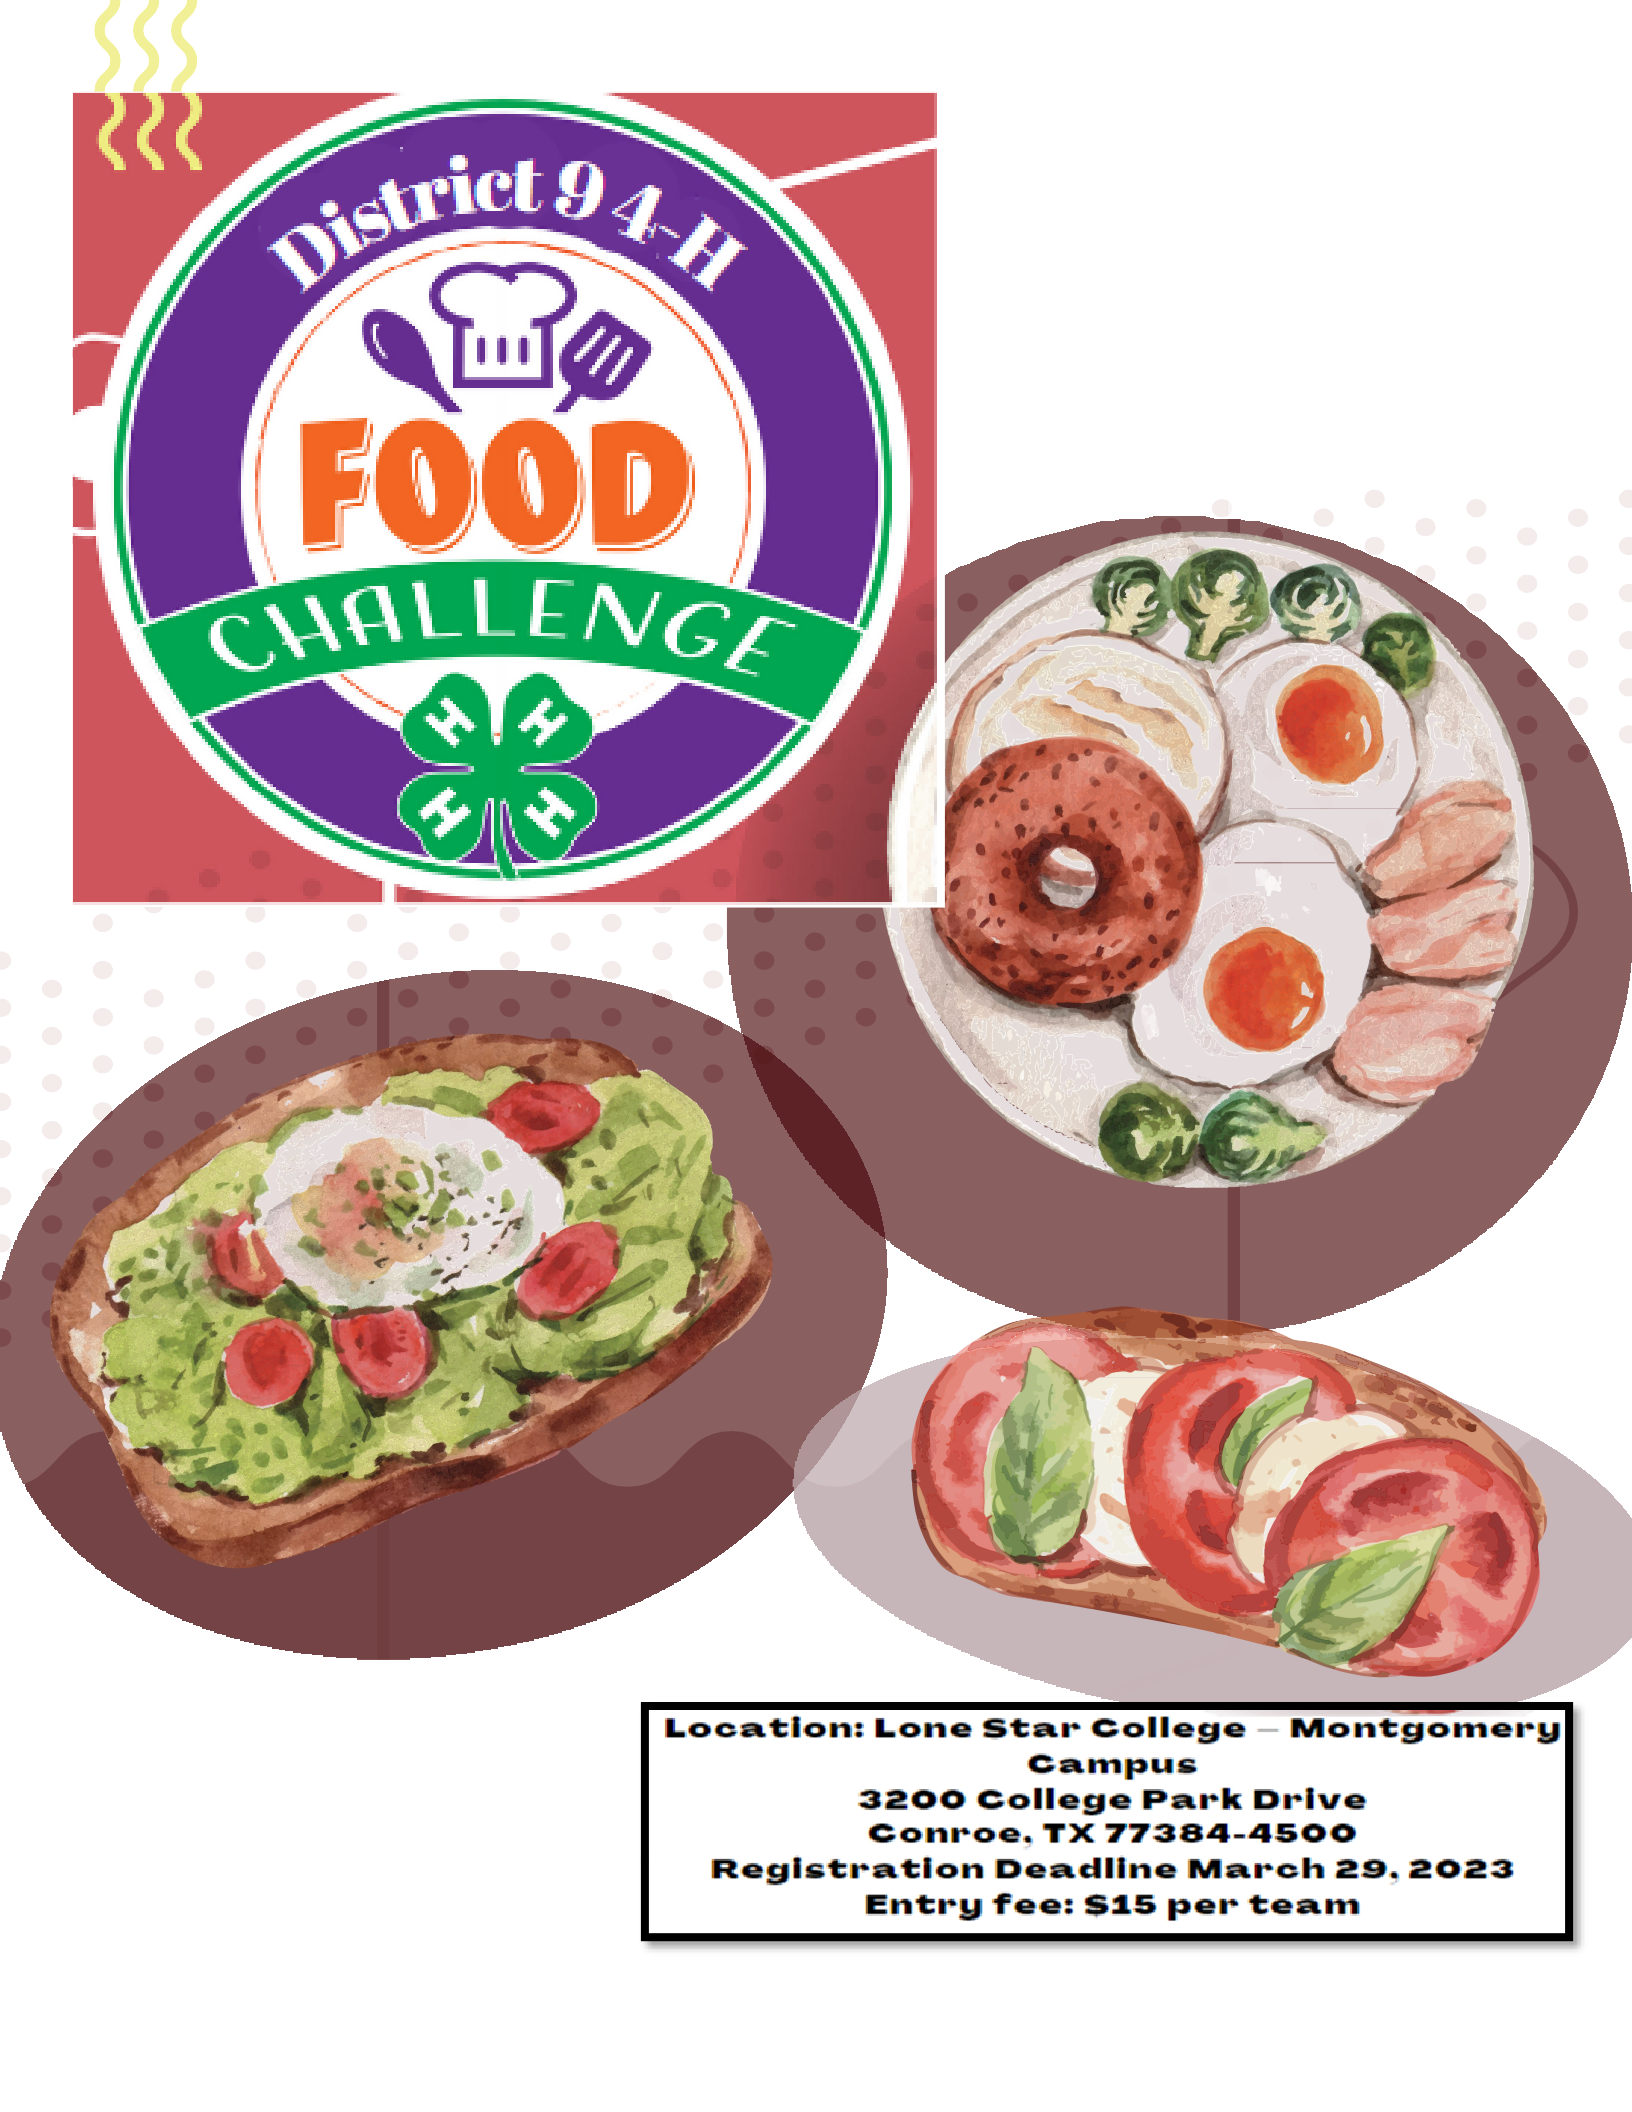 District 9 4-H
FOOD
CHALLENGE
H H
H H
Location: Lone Star College – Montgomery
Campus
3200 College Park Drive
Conroe, TX 77384-4500
Registration Deadline March 29, 2023
Entry fee: $15 per team